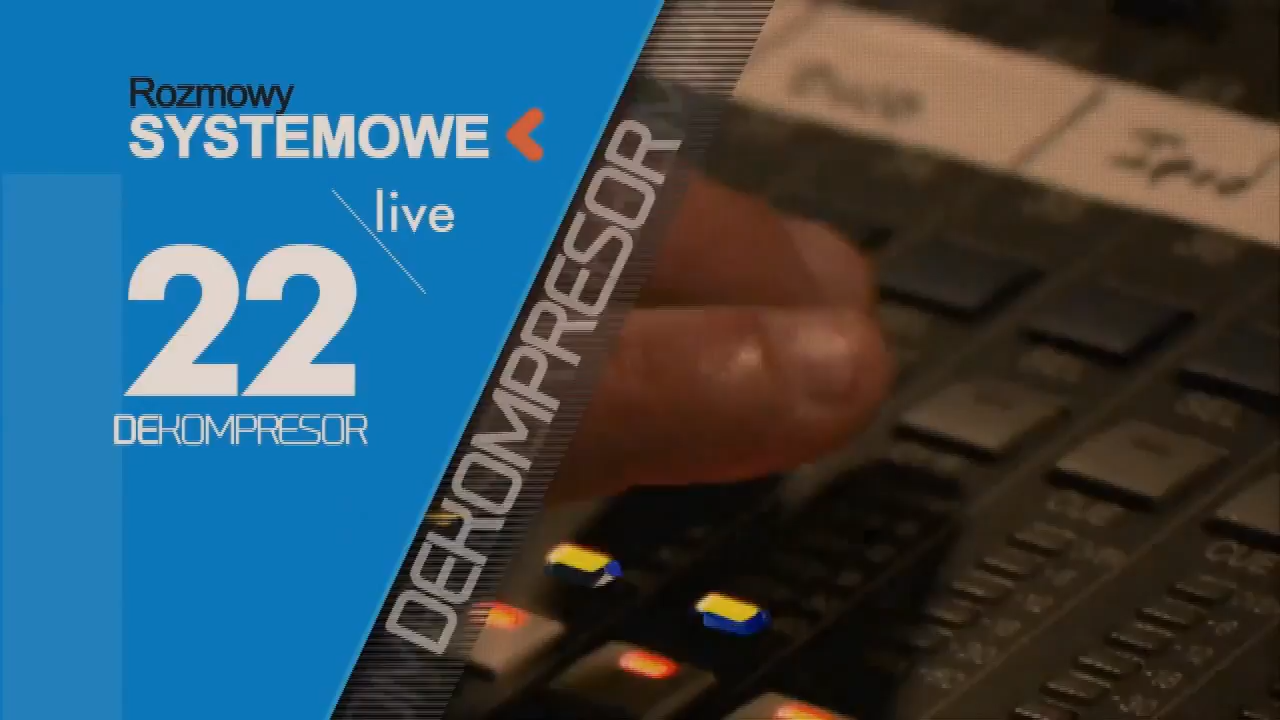 Rozmowy
SYSTEMOWE
live
22
DEKOMPRESOR
DEKOMPRESOR